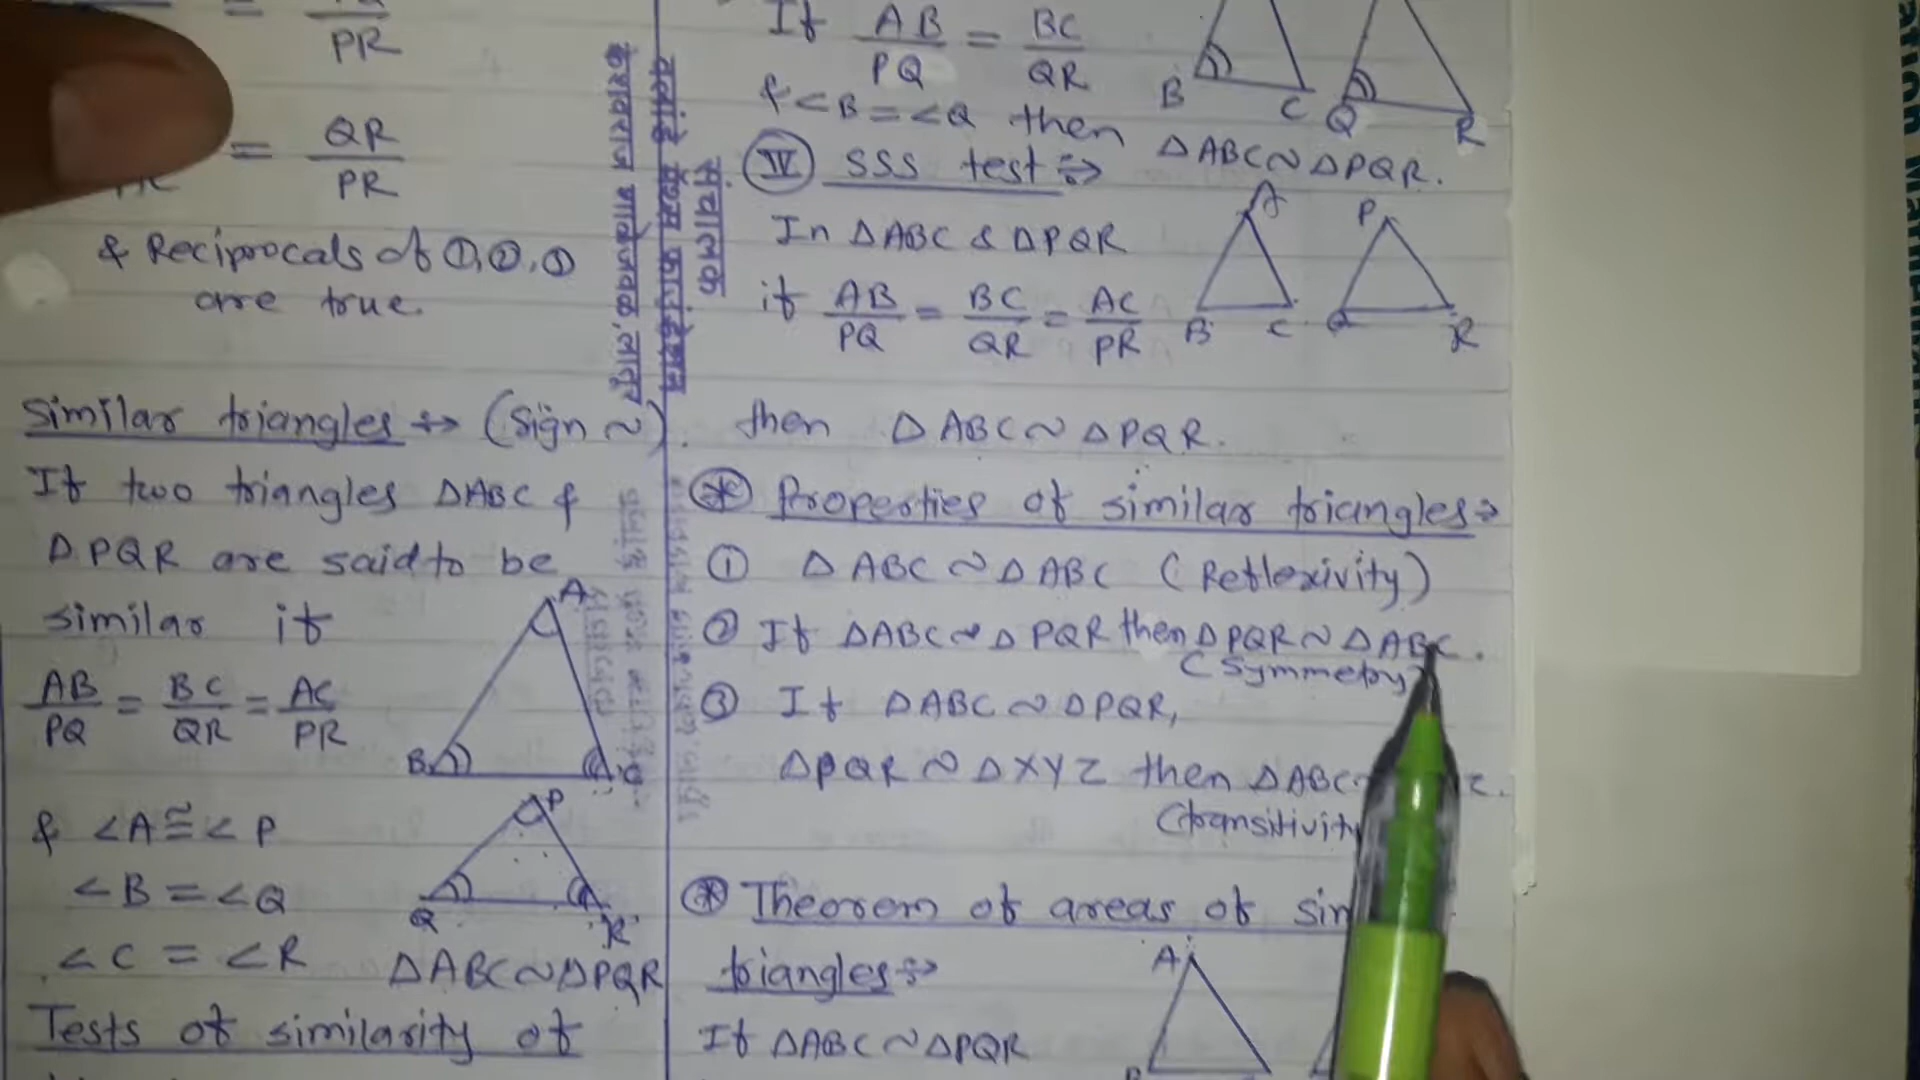 =
PR
= QR
PR
& Reciprocals of ①, ②, ③
are true.
Similar triangles → (Sign ~).
If two triangles ΔABC &
ΔPQR are said to be
similar if
AB/PQ = BC/QR = AC/PR
A
B
C
& ∠A ≅ ∠P
∠B = ∠Q
∠C = ∠R
P
Q
R
ΔABC ~ ΔPQR
Tests of similarity of
संचालक
If AB/PQ = BC/QR
& ∠B = ∠Q then ΔABC ~ ΔPQR.
B C Q R
Ⅳ SSS test ⇒
In ΔABC & ΔPQR
if AB/PQ = BC/QR = AC/PR
A P
B C Q R
then ΔABC ~ ΔPQR.
* Properties of similar triangles ⇒
① ΔABC ~ ΔABC (Reflexivity)
② If ΔABC ~ ΔPQR then ΔPQR ~ ΔABC.
(Symmetry)
③ If ΔABC ~ ΔPQR,
ΔPQR ~ ΔXYZ then ΔABC
(transitivity
* Theorem of areas of sim
triangles ⇒
A
If ΔABC ~ ΔPQR